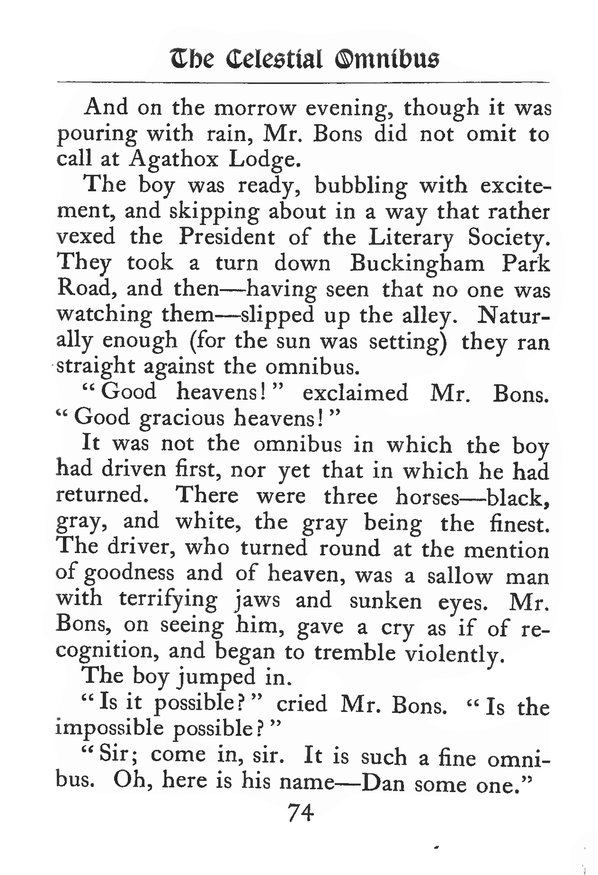 The Celestial Omnibus
And on the morrow evening, though it was
pouring with rain, Mr. Bons did not omit to
call at Agathox Lodge.
The boy was ready, bubbling with excite-
ment, and skipping about in a way that rather
vexed the President of the Literary Society.
They took a turn down Buckingham Park
Road, and then—having seen that no one was
watching them—slipped up the alley. Natur-
ally enough (for the sun was setting) they ran
straight against the omnibus.
“Good heavens!” exclaimed Mr. Bons.
“Good gracious heavens!”
It was not the omnibus in which the boy
had driven first, nor yet that in which he had
returned. There were three horses—black,
gray, and white, the gray being the finest.
The driver, who turned round at the mention
of goodness and of heaven, was a sallow man
with terrifying jaws and sunken eyes. Mr.
Bons, on seeing him, gave a cry as if of re-
cognition, and began to tremble violently.
The boy jumped in.
“Is it possible?” cried Mr. Bons. “Is the
impossible possible?”
“Sir; come in, sir. It is such a fine omni-
bus. Oh, here is his name—Dan some one.”
74